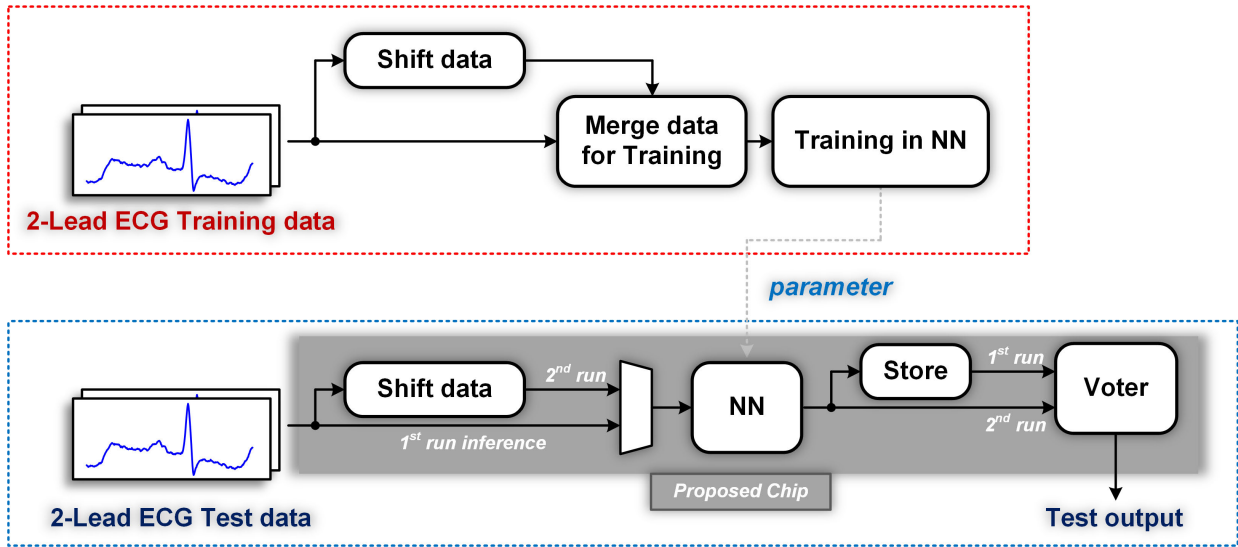 Shift data
Merge data
for Training
Training in NN
2-Lead ECG Training data
parameter
Shift data
2nd run
1st run inference
NN
Store
1st run
2nd run
Voter
Proposed Chip
2-Lead ECG Test data
Test output